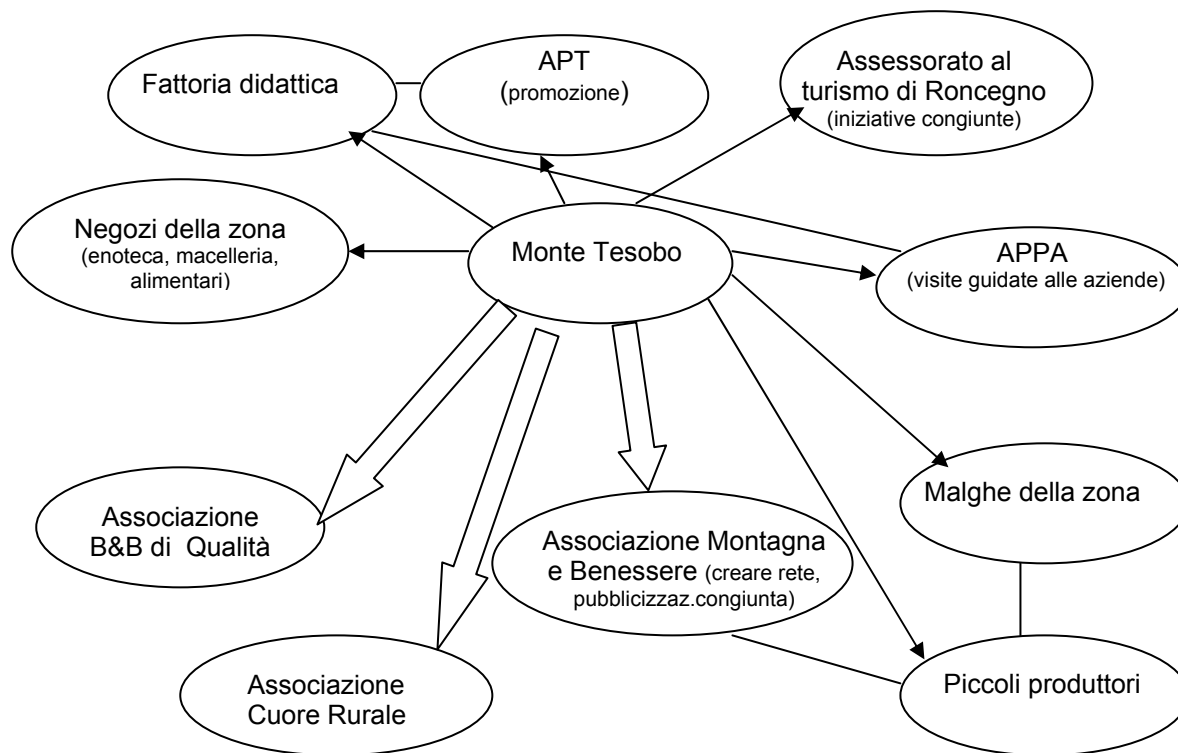 Fattoria didattica
APT
(promozione)
Assessorato al
turismo di Roncegno
(iniziative congiunte)
Negozi della zona
(enoteca, macelleria,
alimentari)
Monte Tesobo
APPA
(visite guidate alle aziende)
Malghe della zona
Associazione
B&B di Qualità
Associazione Montagna
e Benessere (creare rete,
pubblicizzaz.congiunta)
Associazione
Cuore Rurale
Piccoli produttori